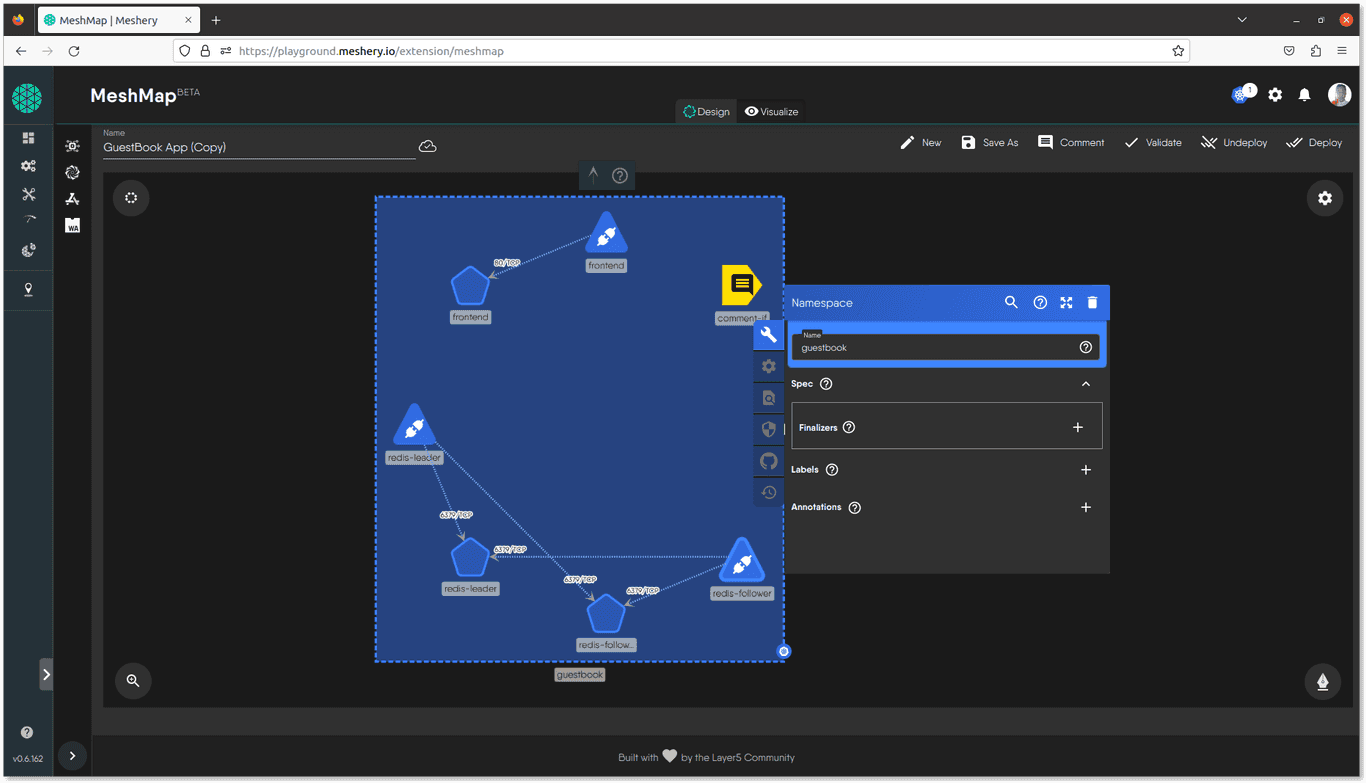 MeshMap | Meshery
https://playground.meshery.io/extension/meshmap
MeshMap BETA
1
Design
Visualize
Name
GuestBook App (Copy)
New
Save As
Comment
Validate
Undeploy
Deploy
WA
frontend
80/TCP
frontend
comment-if
Namespace
Name
guestbook
Spec
Finalizers
Labels
Annotations
redis-leader
6379/TCP
6379/TCP
redis-leader
6379/TCP
6379/TCP
redis-follower
redis-follow...
guestbook
v0.6.162
Built with by the Layer5 Community